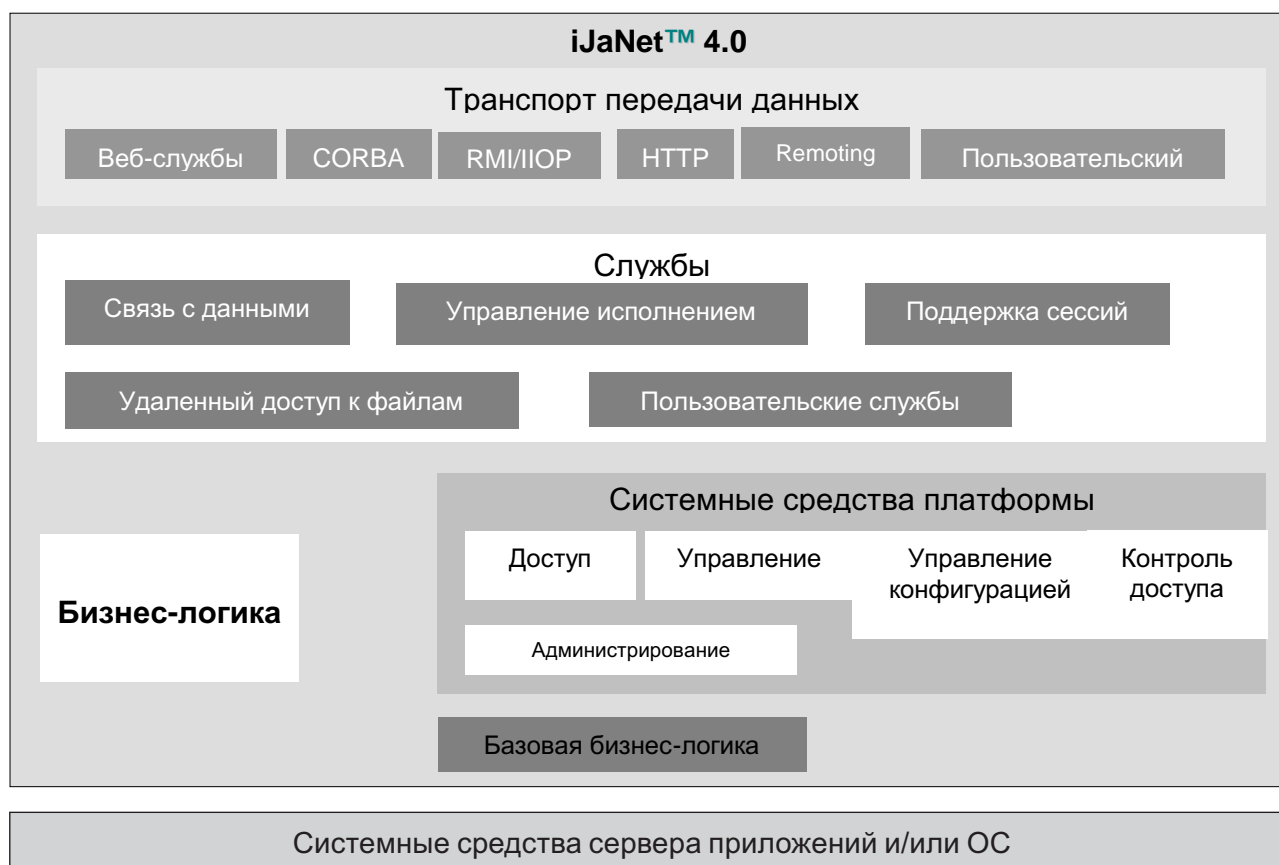 iJaNet™ 4.0
Транспорт передачи данных
Веб-службы
CORBA
RMI/IIOP
HTTP
Remoting
Пользовательский
Службы
Связь с данными
Управление исполнением
Поддержка сессий
Удаленный доступ к файлам
Пользовательские службы
Системные средства платформы
Доступ
Управление
Управление
конфигурацией
Контроль
доступа
Бизнес-логика
Администрирование
Базовая бизнес-логика
Системные средства сервера приложений и/или ОС